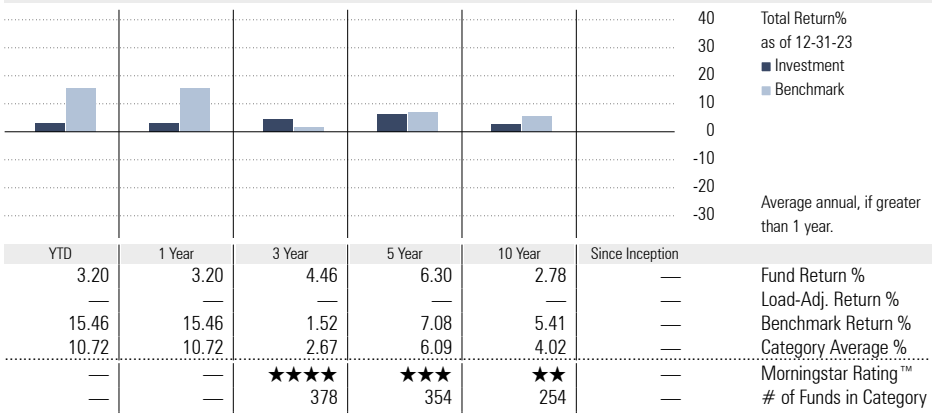 40
30
20
10
0
-10
-20
-30
Total Return%
as of 12-31-23
Investment
Benchmark
Average annual, if greater
than 1 year.
YTD 1 Year 3 Year 5 Year 10 Year Since Inception
3.20 3.20 4.46 6.30 2.78 — Fund Return %
— — — — — — Load-Adj. Return %
15.46 15.46 1.52 7.08 5.41 — Benchmark Return %
10.72 10.72 2.67 6.09 4.02 — Category Average %
— — ★★★★ ★★★ ★★ — Morningstar Rating™
— — 378 354 254 — # of Funds in Category